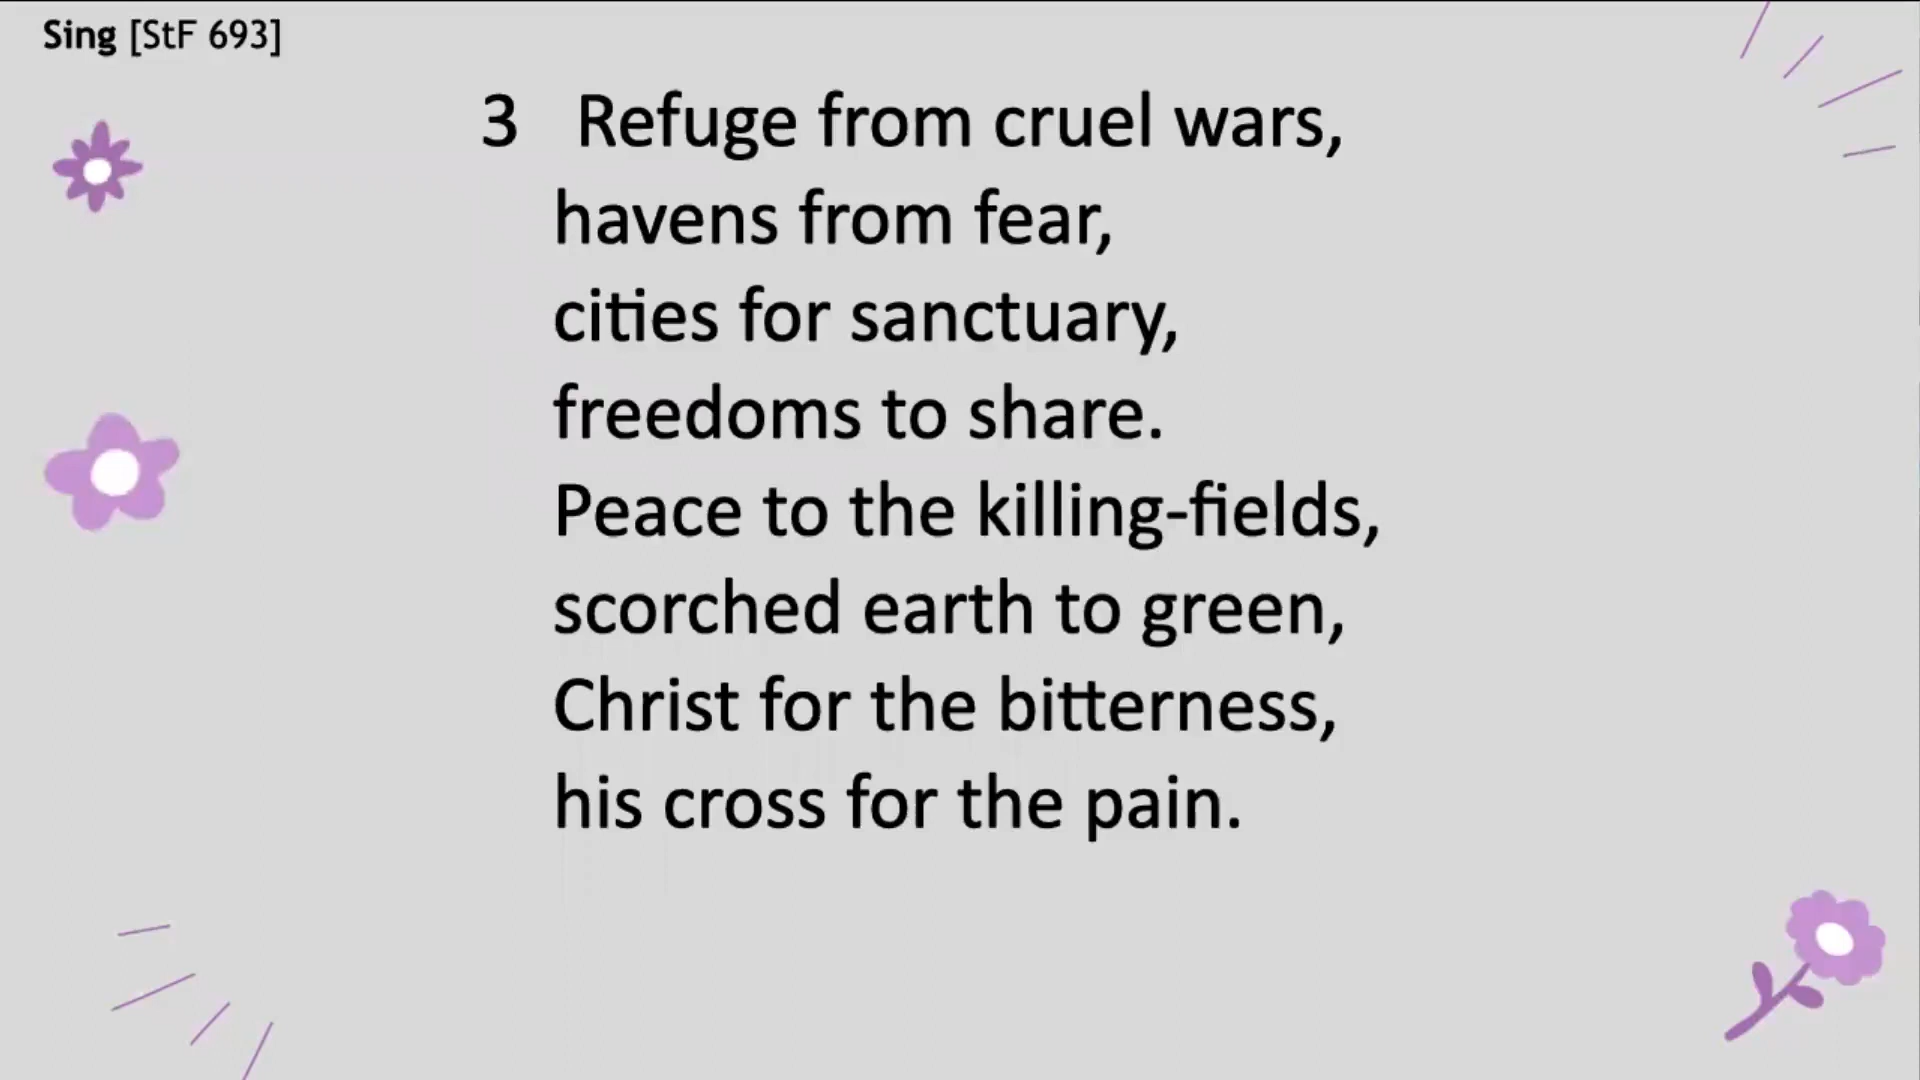 Sing [StF 693]
3 Refuge from cruel wars,
havens from fear,
cities for sanctuary,
freedoms to share.
Peace to the killing-fields,
scorched earth to green,
Christ for the bitterness,
his cross for the pain.